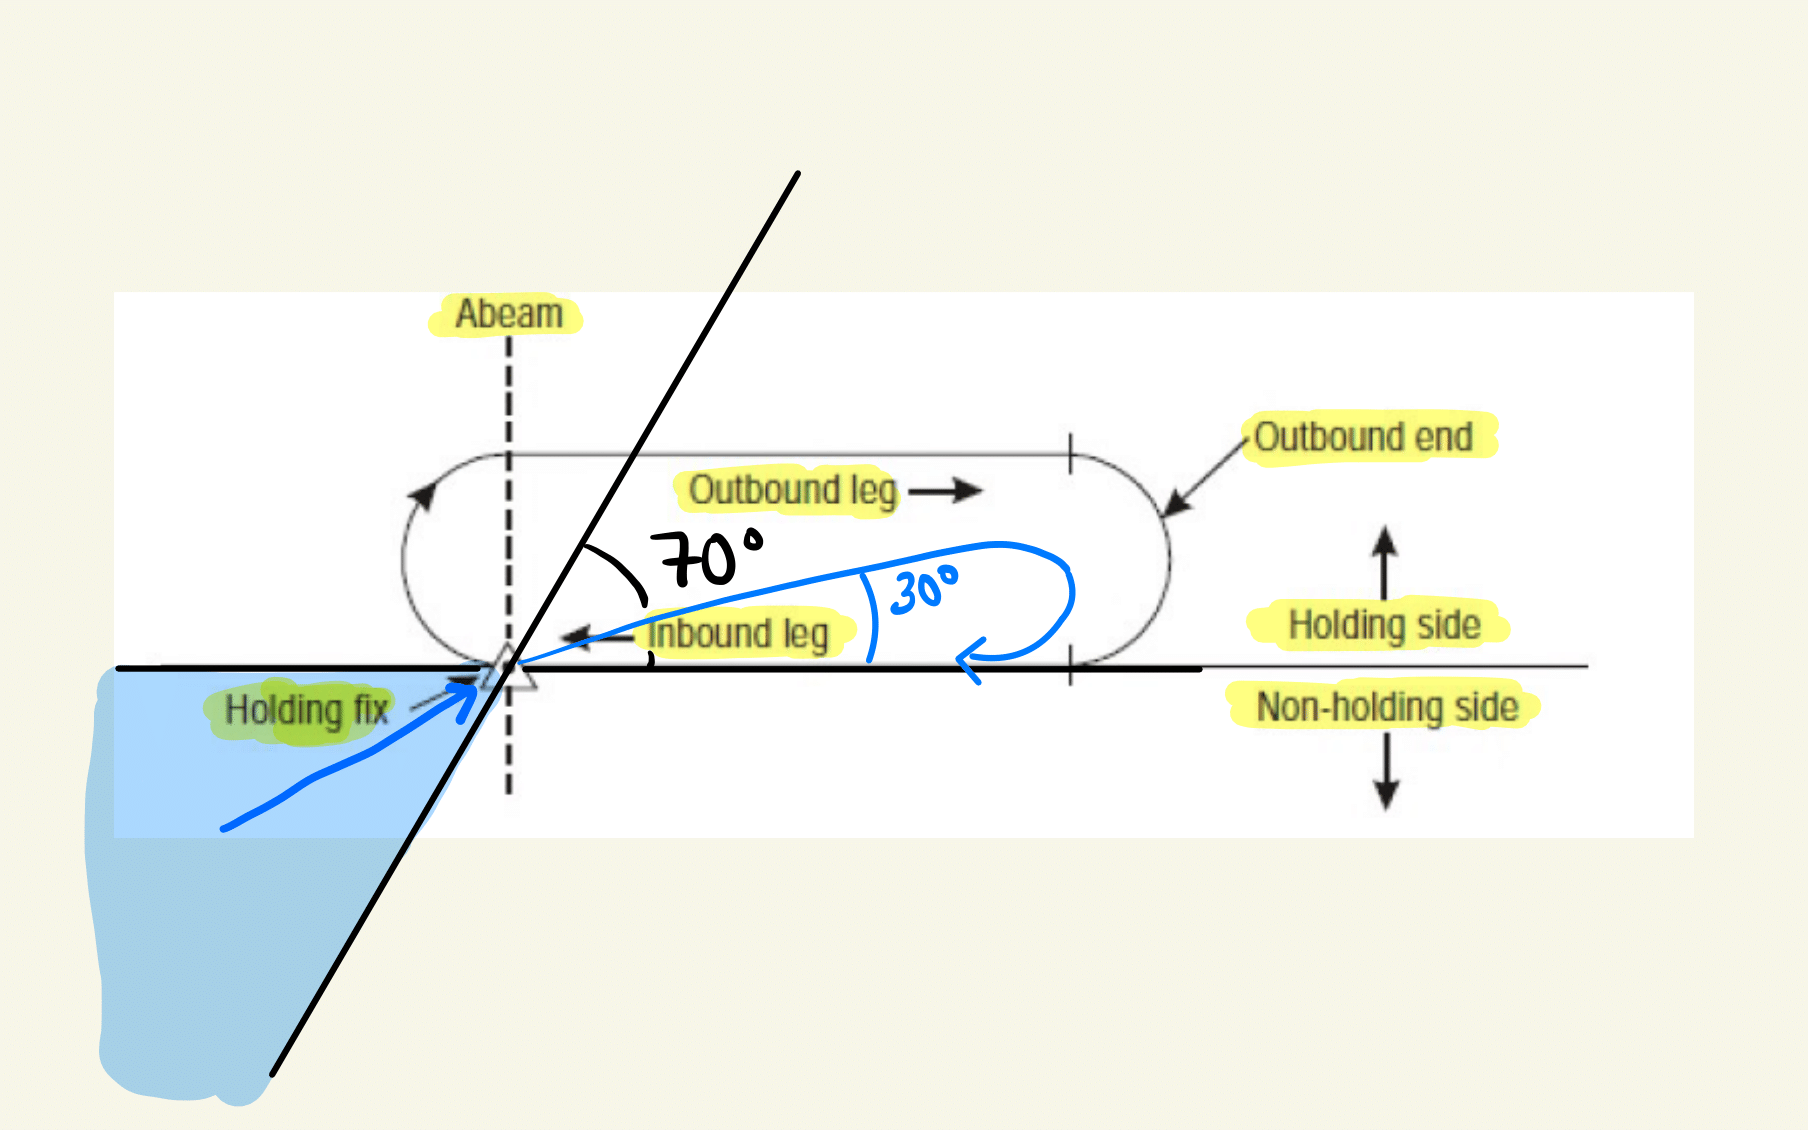 Abeam
Outbound end
Outbound leg
70°
30°
Inbound leg
Holding side
Holding fix
Non-holding side